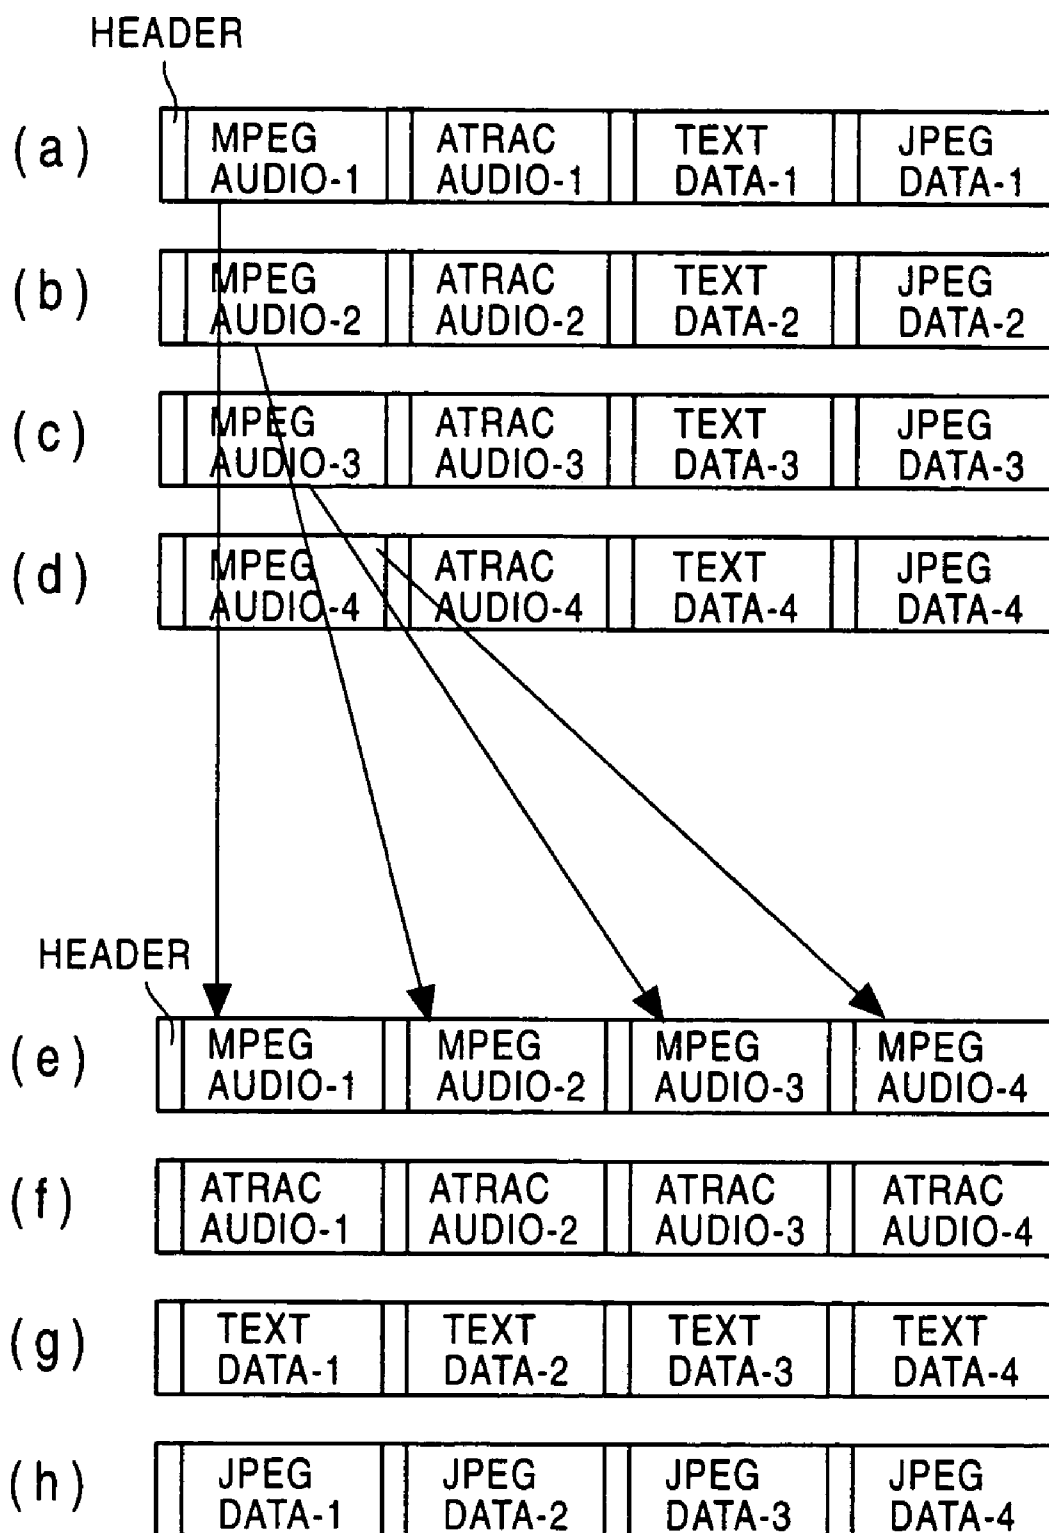 HEADER
(a) MPEG ATRAC TEXT JPEG
AUDIO-1 AUDIO-1 DATA-1 DATA-1
(b) MPEG ATRAC TEXT JPEG
AUDIO-2 AUDIO-2 DATA-2 DATA-2
(c) MPEG ATRAC TEXT JPEG
AUDIO-3 AUDIO-3 DATA-3 DATA-3
(d) MPEG ATRAC TEXT JPEG
AUDIO-4 AUDIO-4 DATA-4 DATA-4
HEADER
(e) MPEG MPEG MPEG MPEG
AUDIO-1 AUDIO-2 AUDIO-3 AUDIO-4
(f) ATRAC ATRAC ATRAC ATRAC
AUDIO-1 AUDIO-2 AUDIO-3 AUDIO-4
(g) TEXT TEXT TEXT TEXT
DATA-1 DATA-2 DATA-3 DATA-4
(h) JPEG JPEG JPEG JPEG
DATA-1 DATA-2 DATA-3 DATA-4